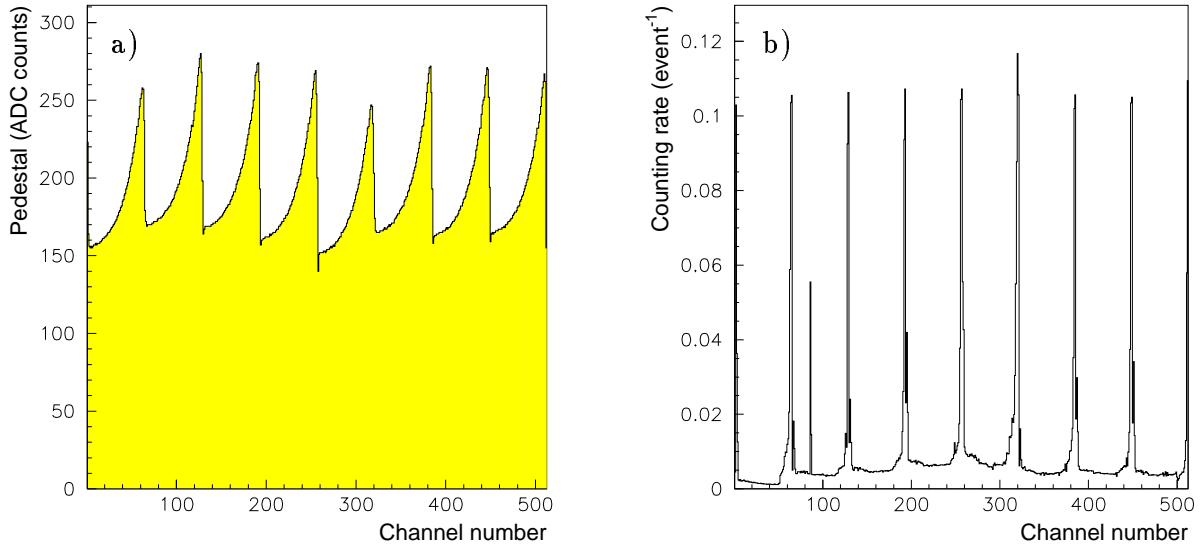 a)
Pedestal (ADC counts)
300
250
200
150
100
50
0
100 200 300 400 500
Channel number
b)
Counting rate (event⁻¹)
0.12
0.1
0.08
0.06
0.04
0.02
0
100 200 300 400 500
Channel number